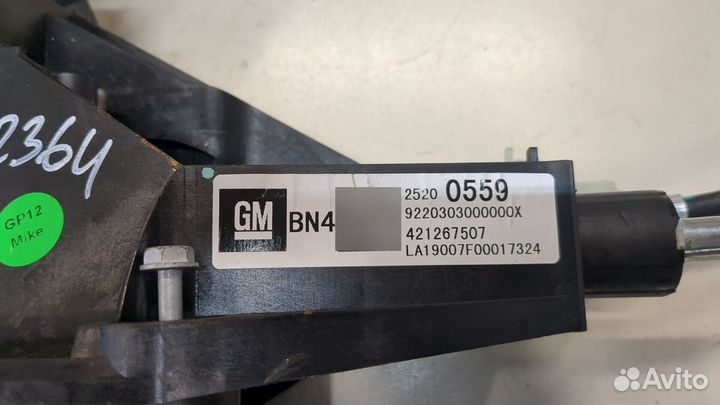 2364
GP12
Mike
GM
BN4
2520 0559
9220303000000X
421267507
LA19007F00017324
Avito